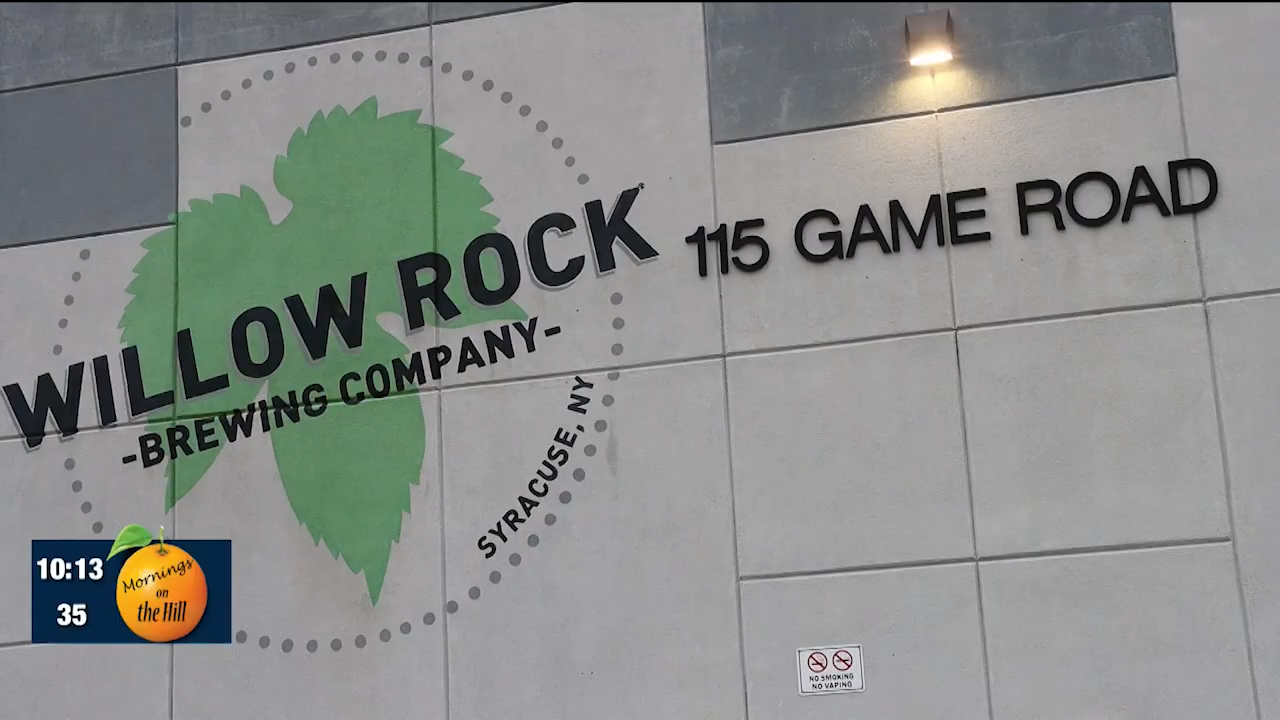 WILLOW ROCK
-BREWING COMPANY-
SYRACUSE, NY
115 GAME ROAD
10:13
35
Mornings
on
the Hill
NO SMOKING
NO VAPING